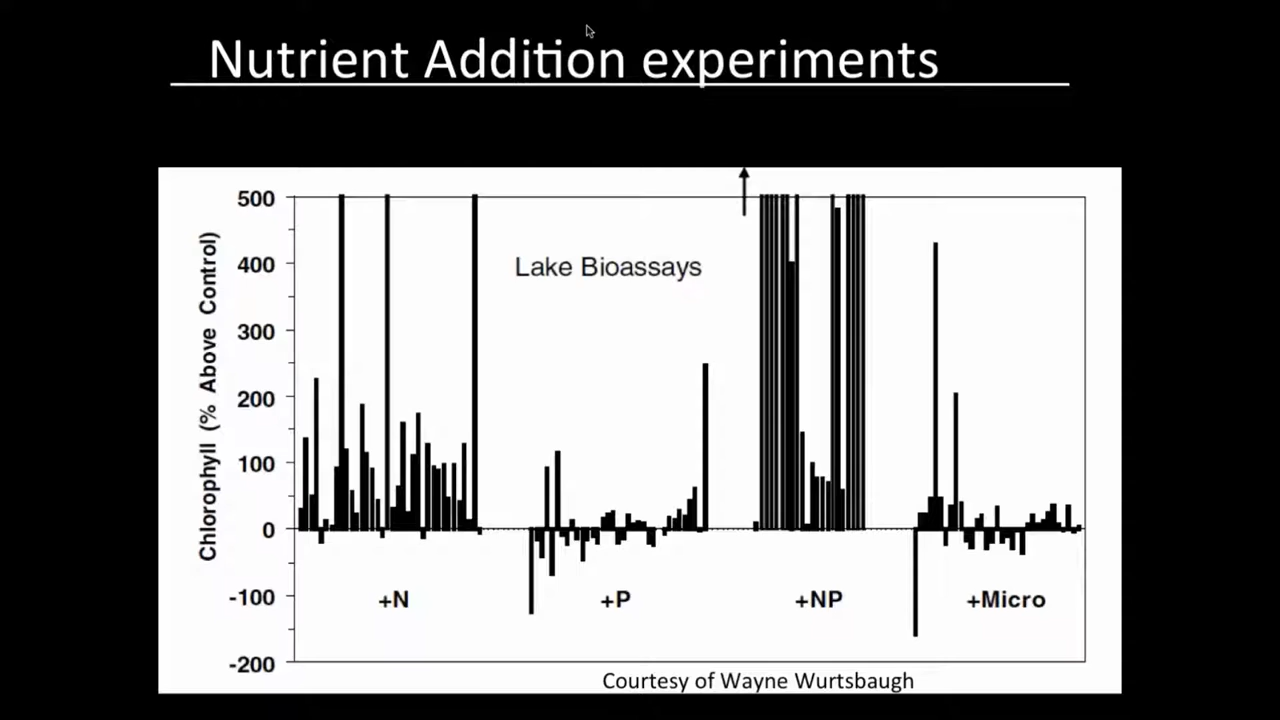 Nutrient Addition experiments
500
400
300
200
100
0
-100
-200
Chlorophyll (% Above Control)
Lake Bioassays
+N
+P
+NP
+Micro
Courtesy of Wayne Wurtsbaugh